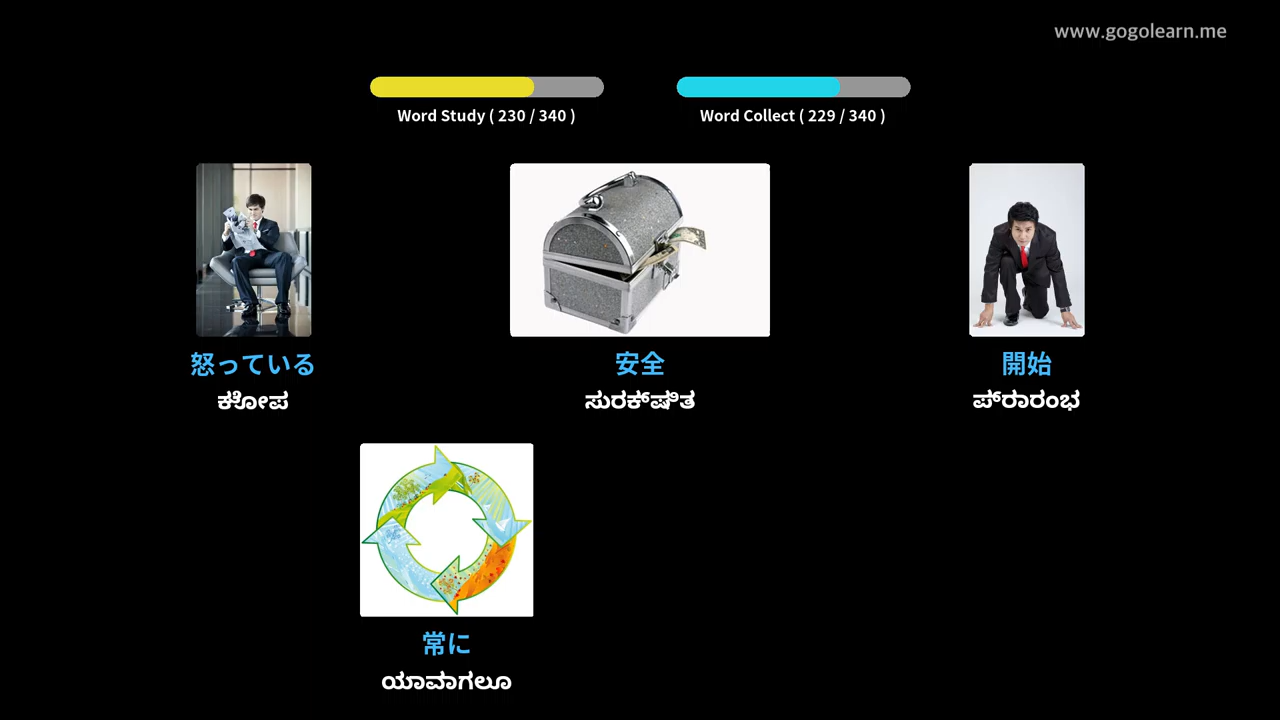 www.gogolearn.me
Word Study ( 230 / 340 )
Word Collect ( 229 / 340 )
怒っている
ಕೋಪ
安全
ಸುರಕ್ಷಿತ
開始
ಪ್ರಾರಂಭ
常に
ಯಾವಾಗಲೂ